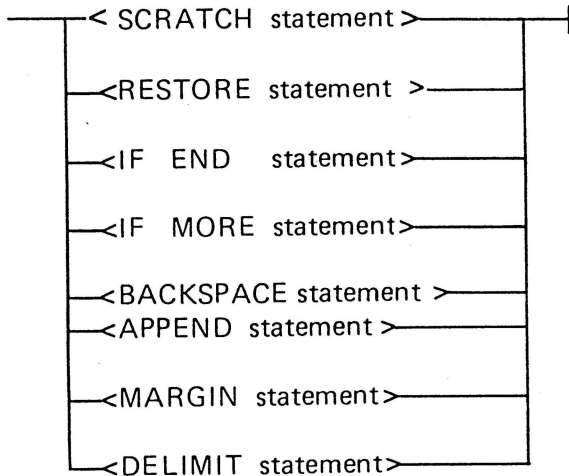 < SCRATCH statement >
<RESTORE statement >
<IF END statement>
<IF MORE statement>
<BACKSPACE statement >
<APPEND statement>
<MARGIN statement>
<DELIMIT statement>